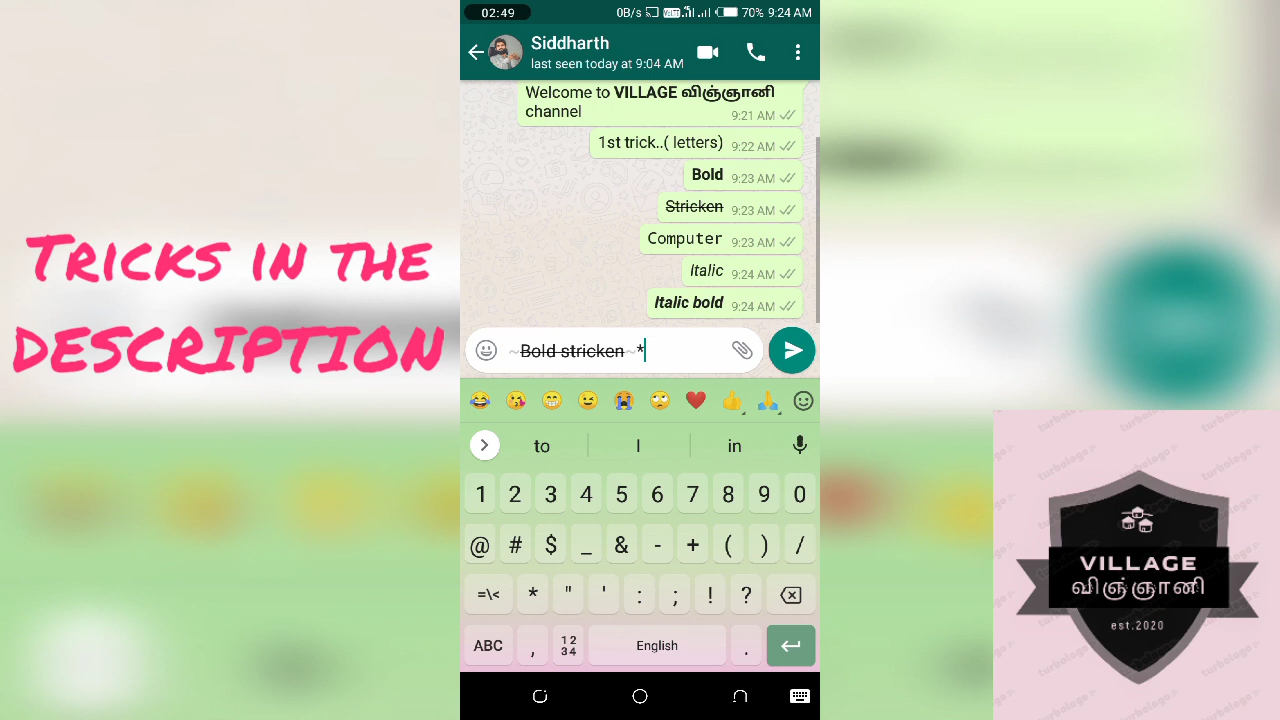 02:49
0B/s
VoLTE
70% 9:24 AM
Siddharth
last seen today at 9:04 AM
Welcome to VILLAGE விஞ்ஞானி
channel
9:21 AM
1st trick..( letters) 9:22 AM
Bold 9:23 AM
Stricken 9:23 AM
Computer 9:23 AM
Italic 9:24 AM
Italic bold 9:24 AM
~Bold stricken~*
to I in
1 2 3 4 5 6 7 8 9 0
@ # $ _ & - + ( ) /
=\< * " ' : ; ! ?
ABC , 12 34 English .
TRICKS IN THE
DESCRIPTION
VILLAGE
விஞ்ஞானி
est.2020
turbologo